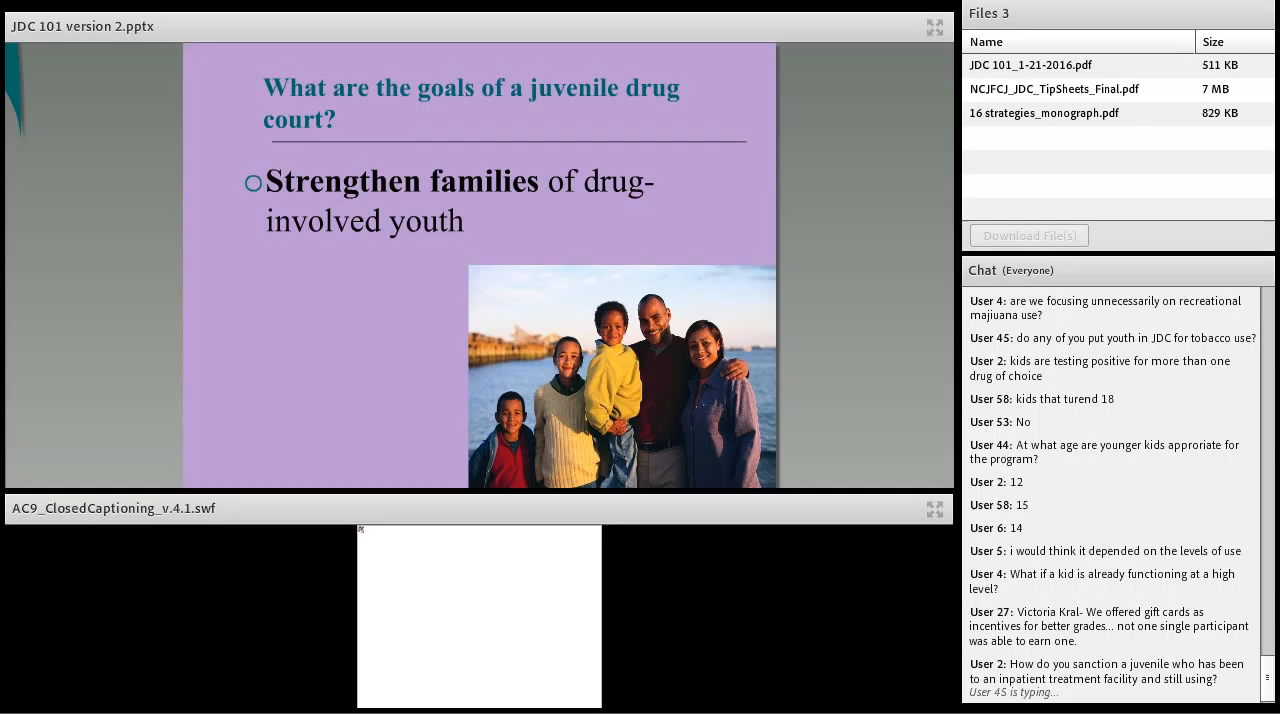 JDC 101 version 2.pptx
What are the goals of a juvenile drug
court?
Strengthen families of drug-
involved youth
AC9_ClosedCaptioning_v.4.1.swf
Files 3
Name Size
JDC 101_1-21-2016.pdf 511 KB
NCJFCJ_JDC_TipSheets_Final.pdf 7 MB
16 strategies_monograph.pdf 829 KB
Download File(s)
Chat (Everyone)
User 4: are we focusing unnecessarily on recreational
majiuana use?
User 45: do any of you put youth in JDC for tobacco use?
User 2: kids are testing positive for more than one
drug of choice
User 58: kids that turend 18
User 53: No
User 44: At what age are younger kids approriate for
the program?
User 2: 12
User 58: 15
User 6: 14
User 5: i would think it depended on the levels of use
User 4: What if a kid is already functioning at a high
level?
User 27: Victoria Kral- We offered gift cards as
incentives for better grades... not one single participant
was able to earn one.
User 2: How do you sanction a juvenile who has been
to an inpatient treatment facility and still using?
User 45 is typing...